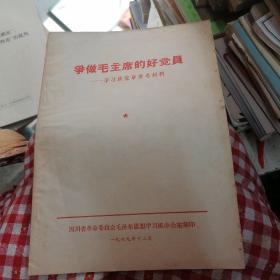 争做毛主席的好党員
——学习新党章参考材料
四川省革命委员会毛泽东思想学习班办公室翻印
一九六九年十二月